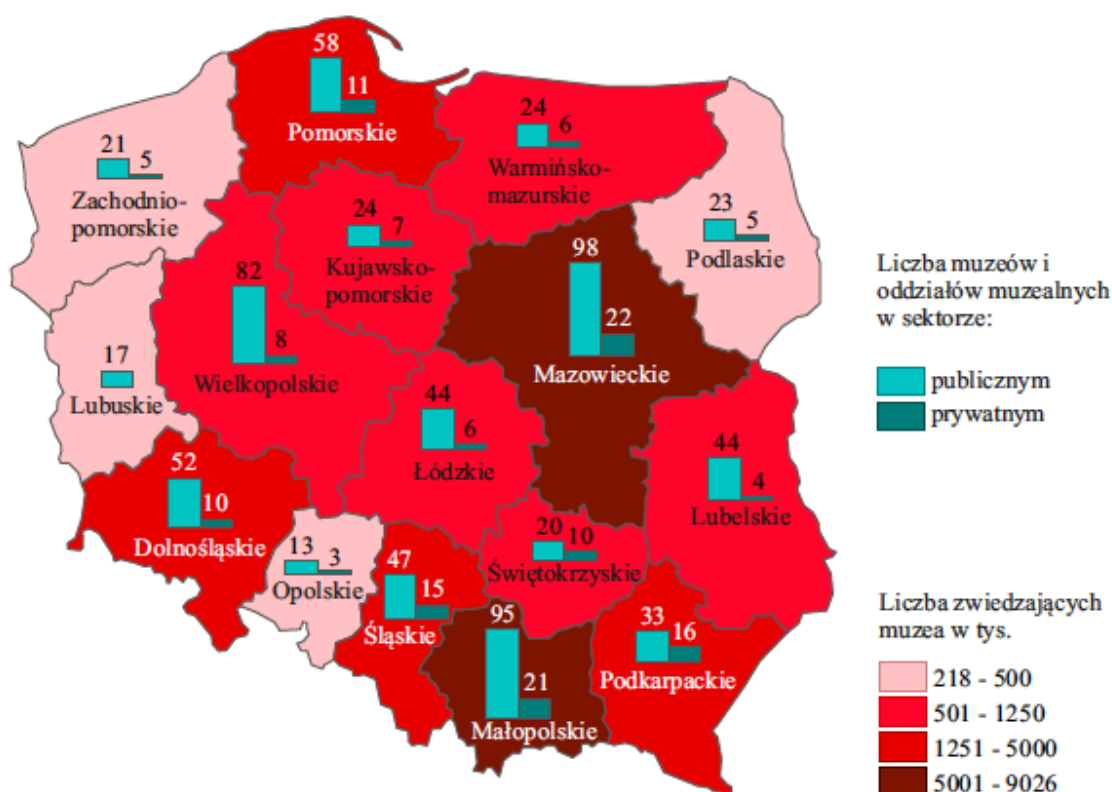 58
11
Pomorskie
24
6
Warmińsko-
mazurskie
21
5
Zachodnio-
pomorskie
24
7
Kujawsko-
pomorskie
23
5
Podlaskie
98
22
Mazowieckie
82
8
Wielkopolskie
17
Lubuskie
44
6
Łódzkie
44
4
Lubelskie
52
10
Dolnośląskie
13
3
Opolskie
47
15
Śląskie
20
10
Świętokrzyskie
95
21
Małopolskie
33
16
Podkarpackie
Liczba muzeów i
oddziałów muzealnych
w sektorze:
publicznym
prywatnym
Liczba zwiedzających
muzea w tys.
218 - 500
501 - 1250
1251 - 5000
5001 - 9026